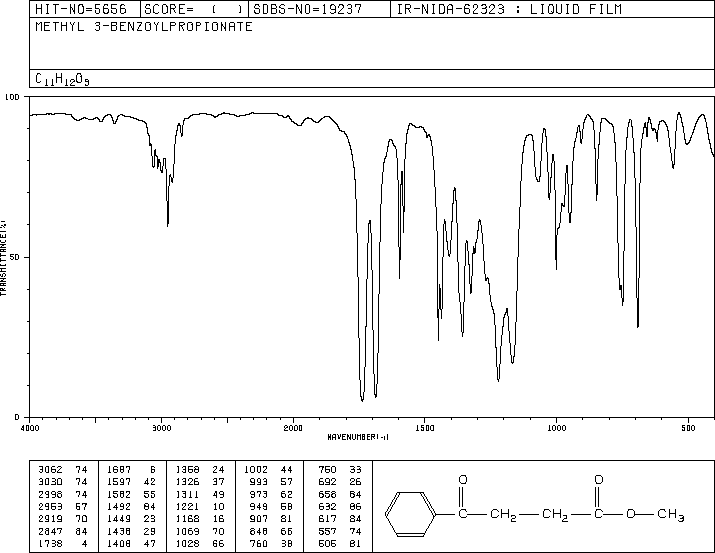 HIT-NO=5656 SCORE= ( ) SDBS-NO=19237 IR-NIDA-62323 : LIQUID FILM
METHYL 3-BENZOYLPROPIONATE
C11H12O3
100
50
0
TRANSMITTANCE(%)
4000 3000 2000 1500 1000 500
WAVENUMBER(-1)
3062 74 1687 6 1358 24 1002 44 750 33
3030 74 1597 42 1326 37 993 57 692 26
2998 74 1582 55 1311 49 973 62 658 84
2953 57 1492 84 1221 10 949 58 632 86
2919 70 1449 23 1168 16 907 81 617 84
2847 84 1438 29 1069 70 848 66 557 74
1738 4 1408 47 1028 66 760 38 505 81
O O
C CH2 CH2 C O CH3